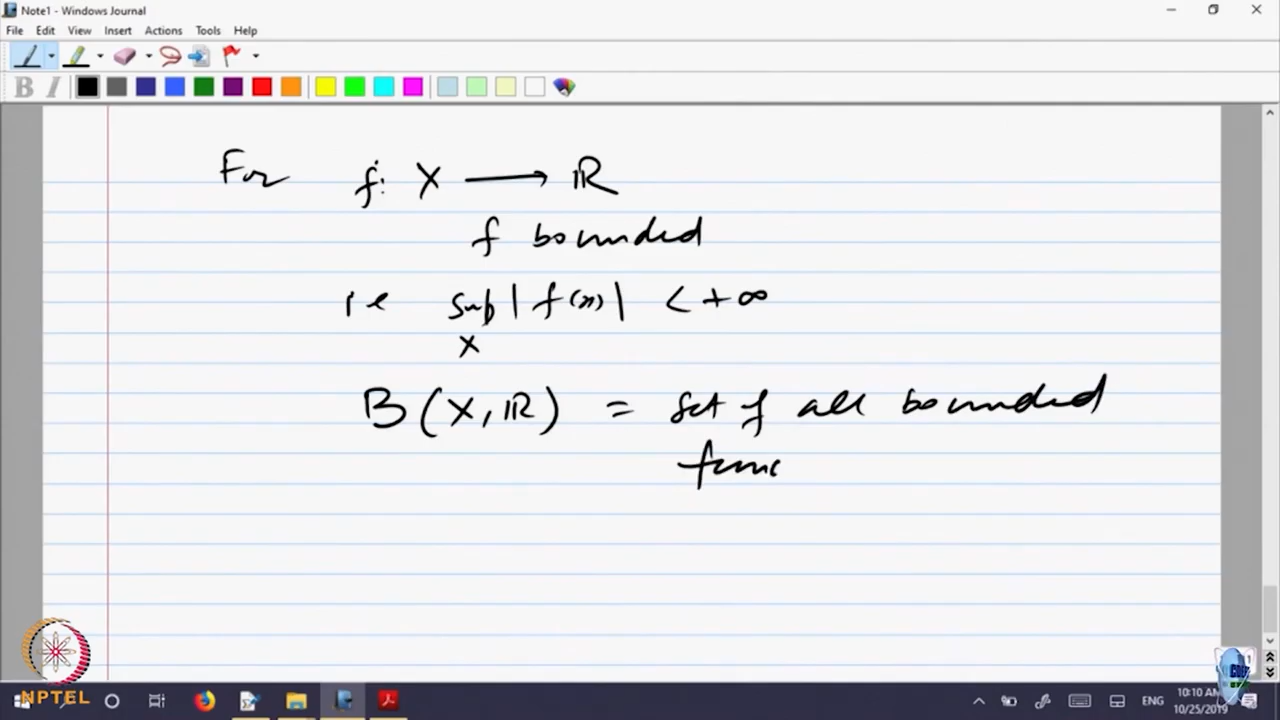 Note1 - Windows Journal
File Edit View Insert Actions Tools Help
B I
For f: X ⟶ ℝ
f bounded
i.e sup | f(x) | < +∞
X
B(X, ℝ) = set of all bounded
func
NPTEL
ENG
10:10 AM
10/25/2019